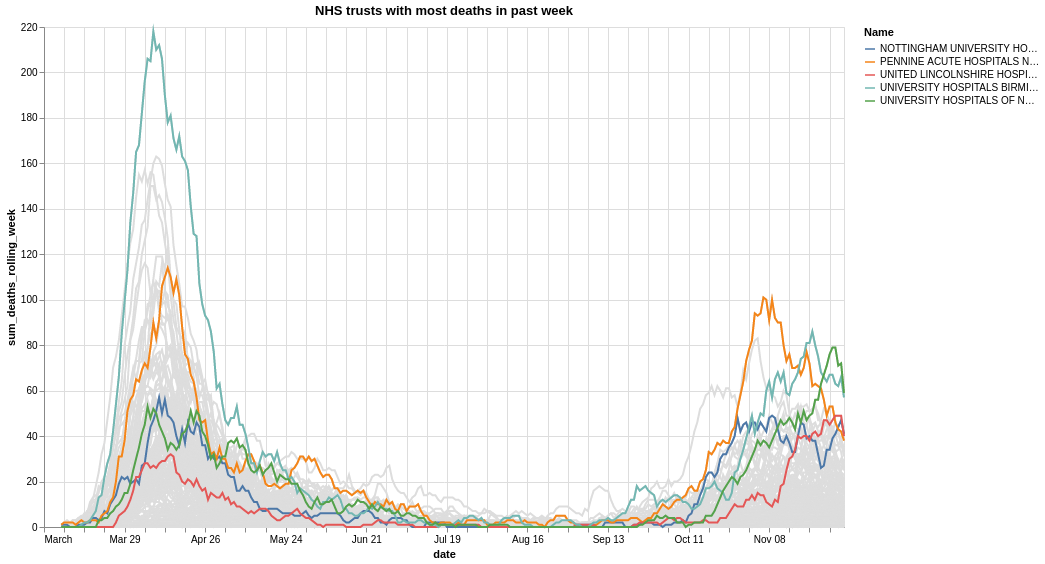 NHS trusts with most deaths in past week
Name
NOTTINGHAM UNIVERSITY HO…
PENNINE ACUTE HOSPITALS N…
UNITED LINCOLNSHIRE HOSPI…
UNIVERSITY HOSPITALS BIRMI…
UNIVERSITY HOSPITALS OF N…
sum_deaths_rolling_week
220
200
180
160
140
120
100
80
60
40
20
0
March Mar 29 Apr 26 May 24 Jun 21 Jul 19 Aug 16 Sep 13 Oct 11 Nov 08
date